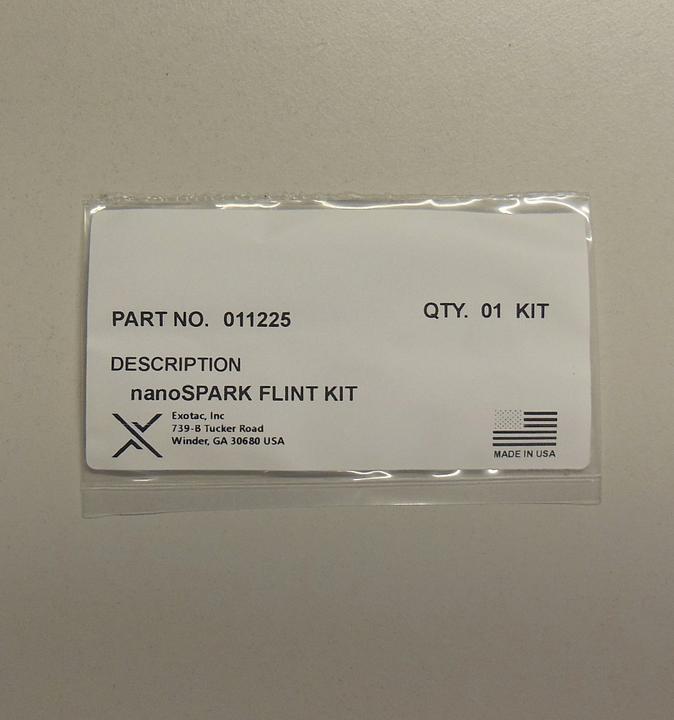 PART NO. 011225
QTY. 01 KIT
DESCRIPTION
nanoSPARK FLINT KIT
Exotac, Inc
739-B Tucker Road
Winder, GA 30680 USA
MADE IN USA